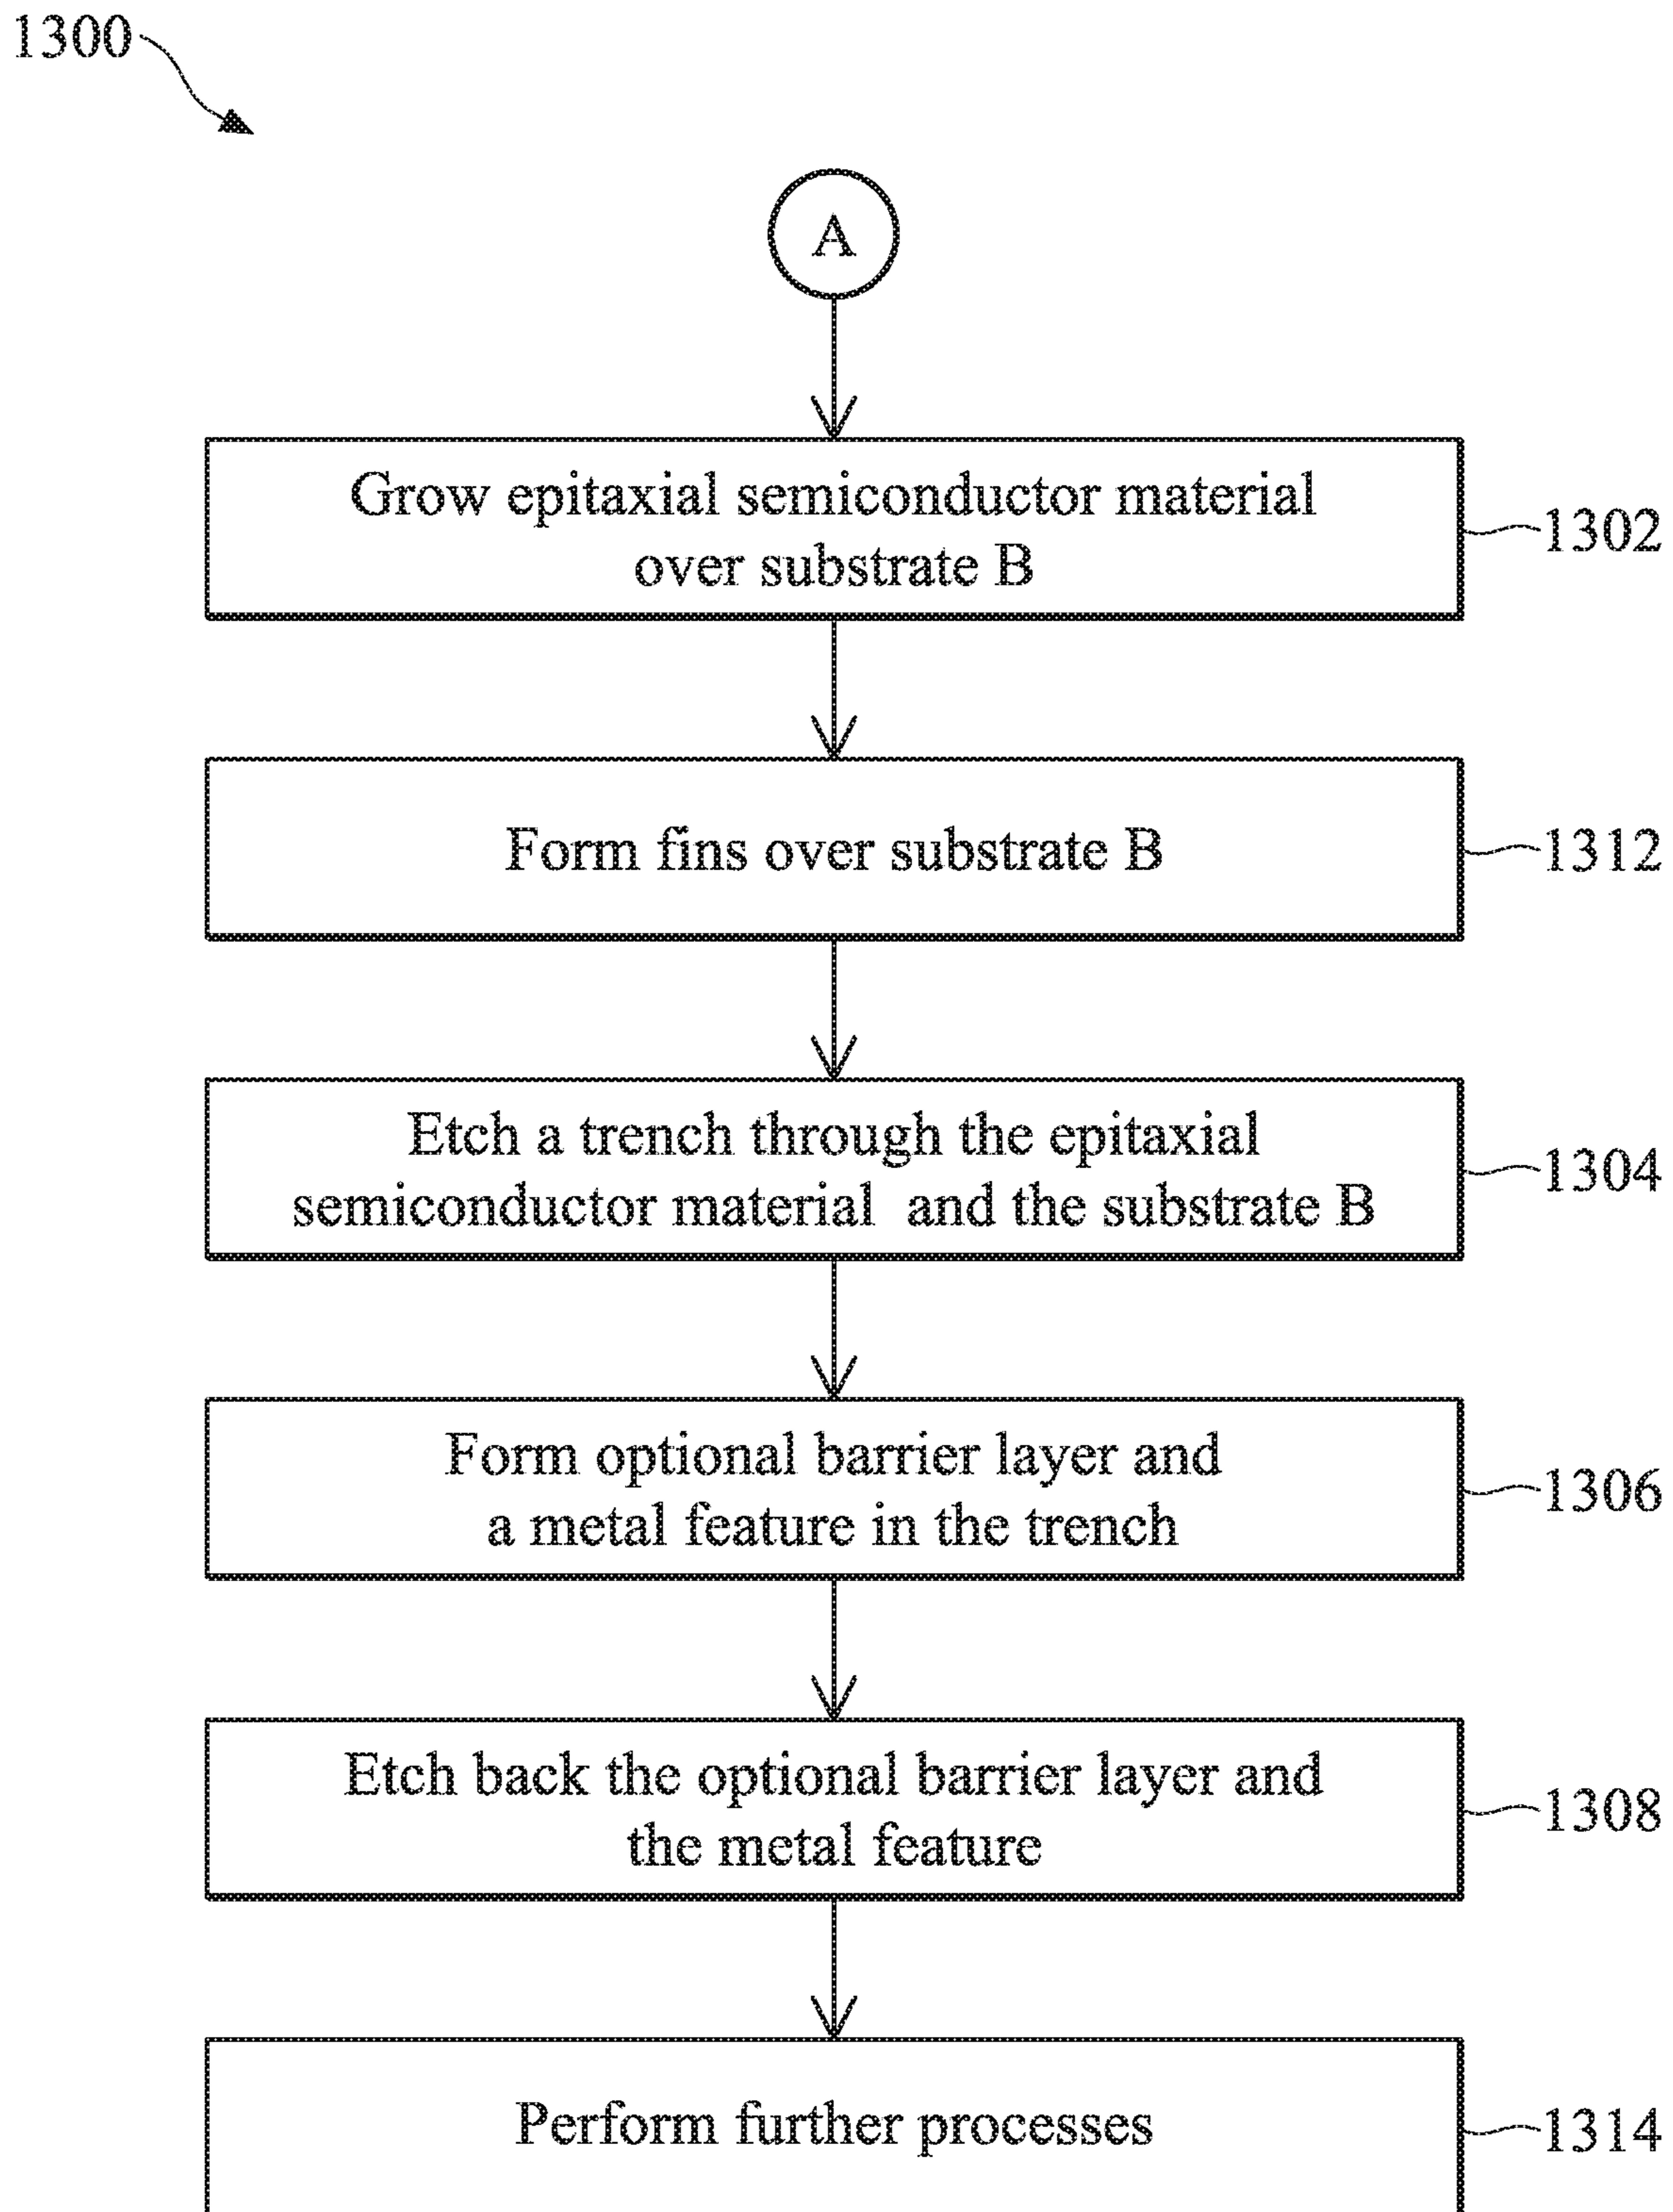 1300
A
Grow epitaxial semiconductor material
over substrate B
1302
Form fins over substrate B
1312
Etch a trench through the epitaxial
semiconductor material  and the substrate B
1304
Form optional barrier layer and
a metal feature in the trench
1306
Etch back the optional barrier layer and
the metal feature
1308
Perform further processes
1314